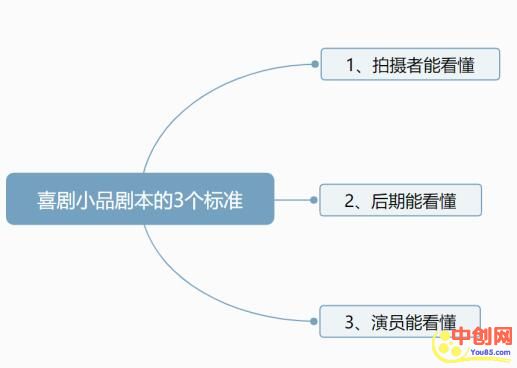 1、拍摄者能看懂
喜剧小品剧本的3个标准
2、后期能看懂
3、演员能看懂
中创网
You85.com